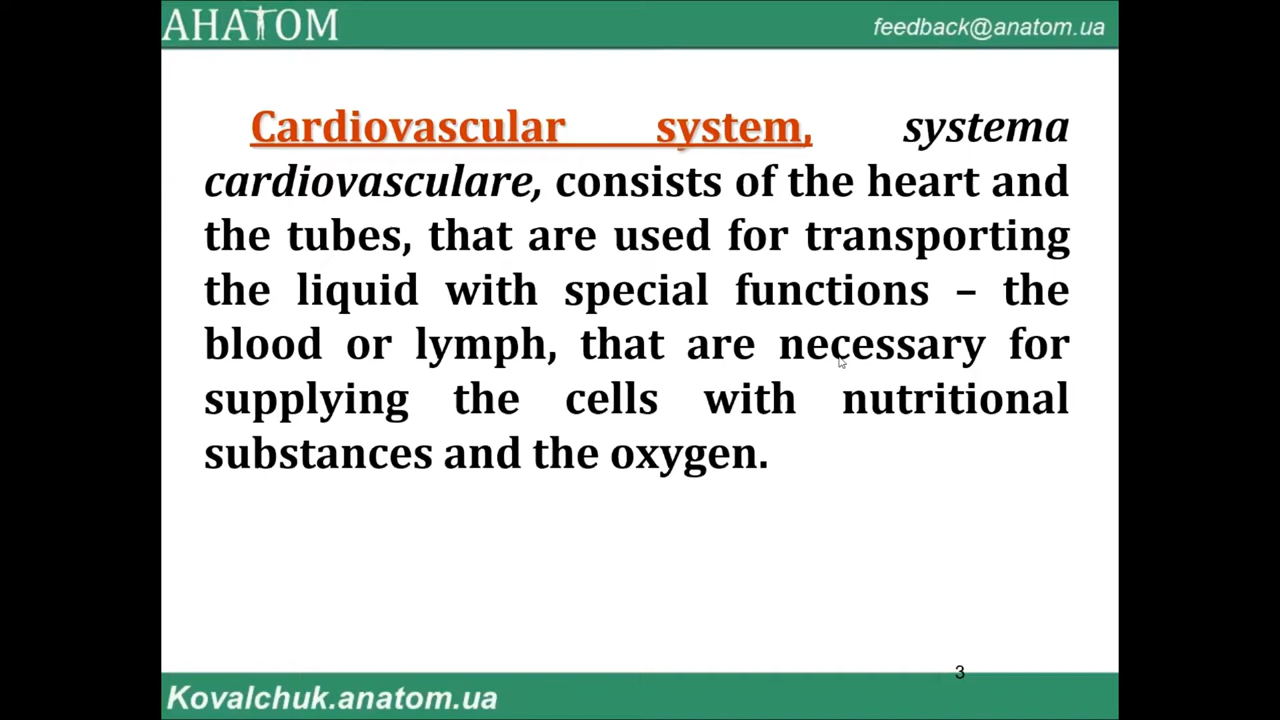 АНАТОМ
feedback@anatom.ua
Cardiovascular system, systema
cardiovasculare, consists of the heart and
the tubes, that are used for transporting
the liquid with special functions – the
blood or lymph, that are necessary for
supplying the cells with nutritional
substances and the oxygen.
3
Kovalchuk.anatom.ua